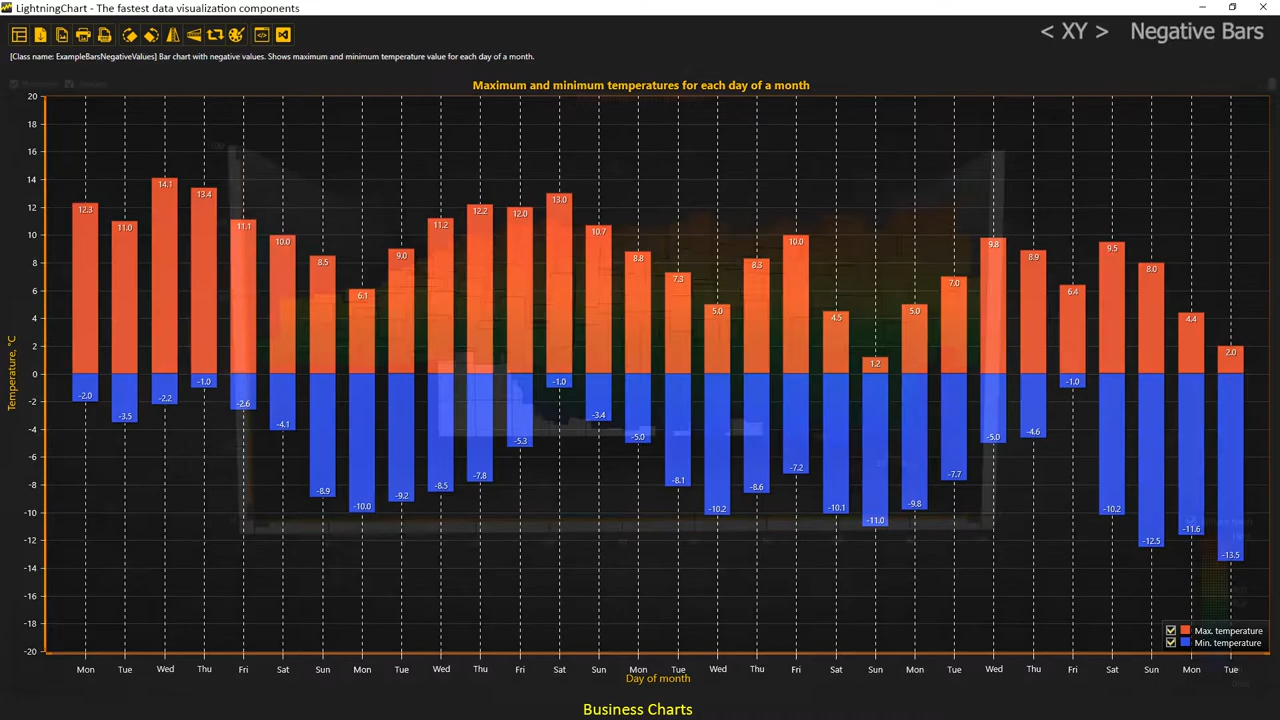 LightningChart - The fastest data visualization components
< XY > Negative Bars
[Class name: ExampleBarsNegativeValues] Bar chart with negative values. Shows maximum and minimum temperature value for each day of a month.
Maximum and minimum temperatures for each day of a month
20
18
16
14
12
10
8
6
4
2
0
-2
-4
-6
-8
-10
-12
-14
-16
-18
-20
Temperature, °C
12.3 11.0 14.1 13.4 11.1 10.0 8.5 6.1 9.0 11.2 12.2 12.0 13.0 10.7 8.8 7.3 5.0 8.3 10.0 4.5 1.2 5.0 7.0 9.8 8.9 6.4 9.5 8.0 4.4 2.0
-2.0 -3.5 -2.2 -1.0 -2.6 -4.1 -8.9 -10.0 -9.2 -8.5 -7.8 -5.3 -1.0 -3.4 -5.0 -8.1 -10.2 -8.6 -7.2 -10.1 -11.0 -9.8 -7.7 -5.0 -4.6 -1.0 -10.2 -12.5 -11.6 -13.5
Max. temperature
Min. temperature
Mon Tue Wed Thu Fri Sat Sun Mon Tue Wed Thu Fri Sat Sun Mon Tue Wed Thu Fri Sat Sun Mon Tue Wed Thu Fri Sat Sun Mon Tue
Day of month
Business Charts